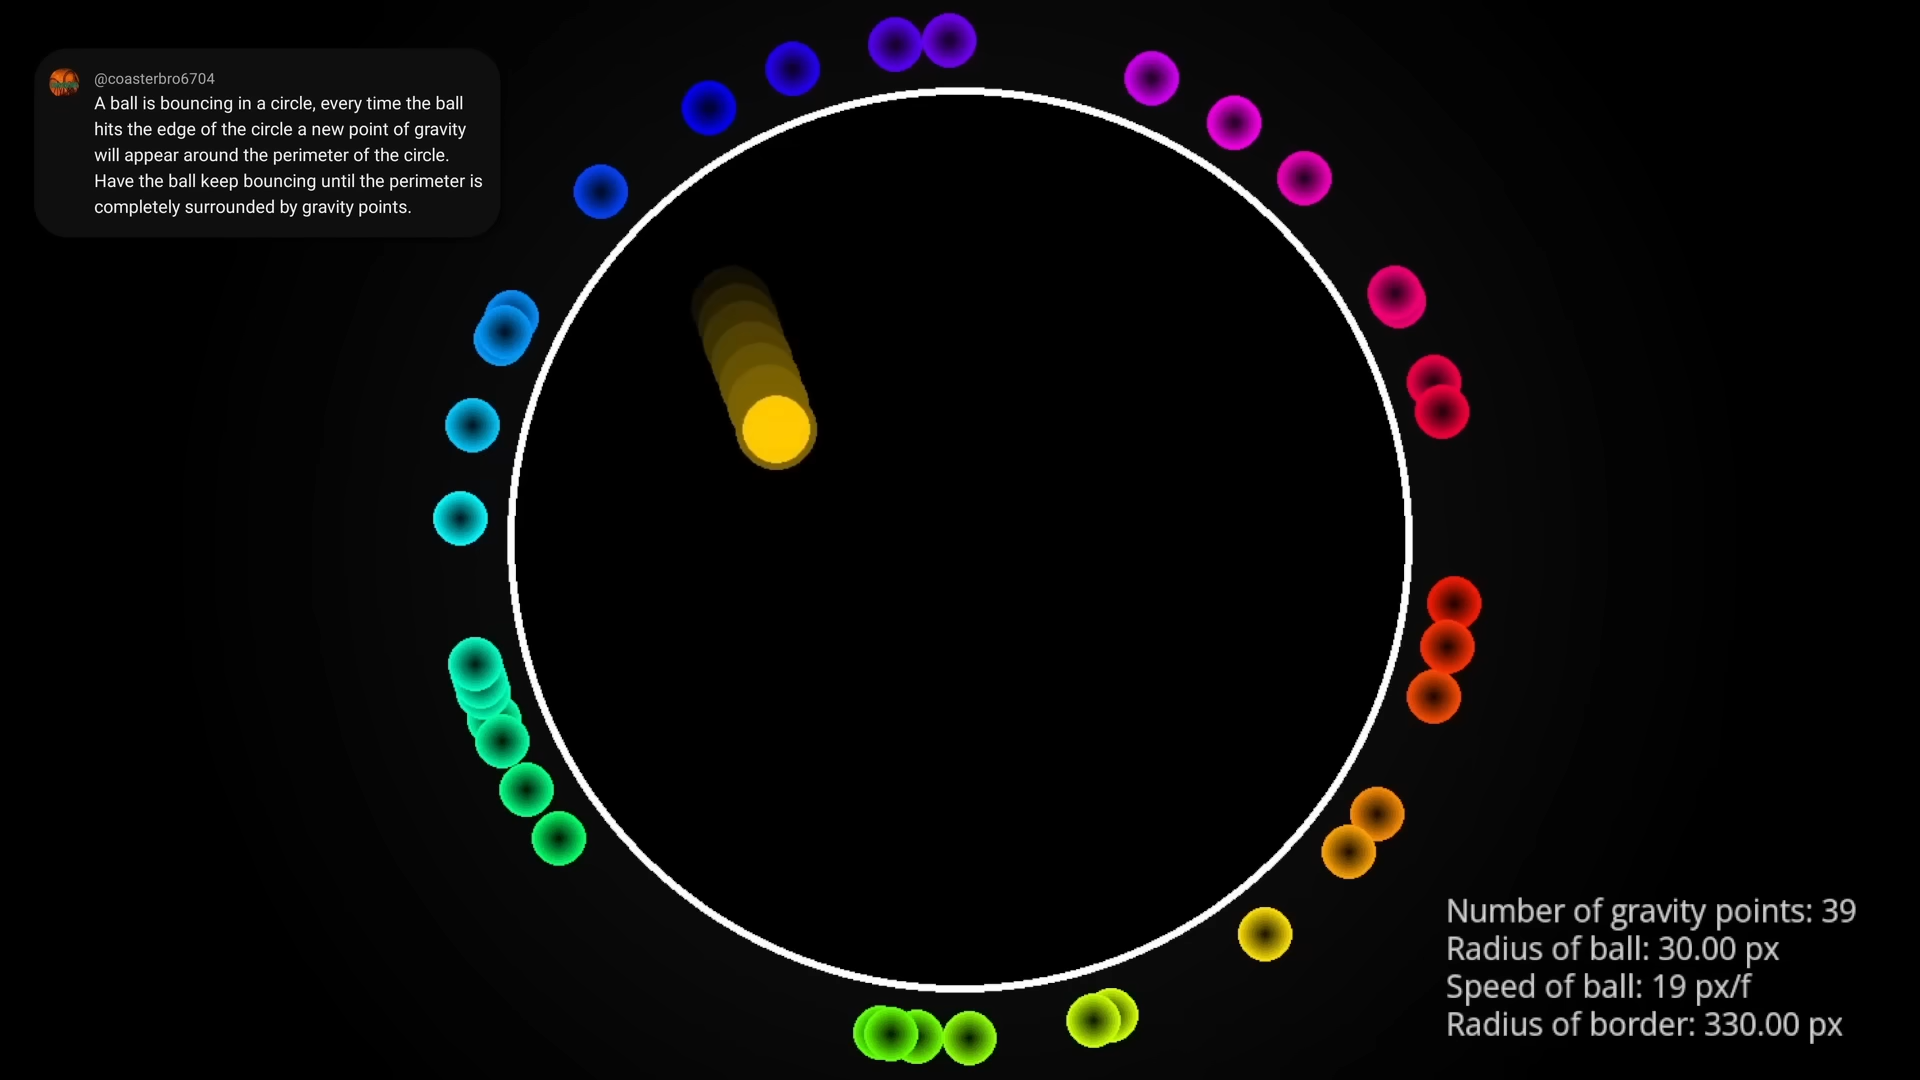 @coasterbro6704
A ball is bouncing in a circle, every time the ball
hits the edge of the circle a new point of gravity
will appear around the perimeter of the circle.
Have the ball keep bouncing until the perimeter is
completely surrounded by gravity points.
Number of gravity points: 39
Radius of ball: 30.00 px
Speed of ball: 19 px/f
Radius of border: 330.00 px